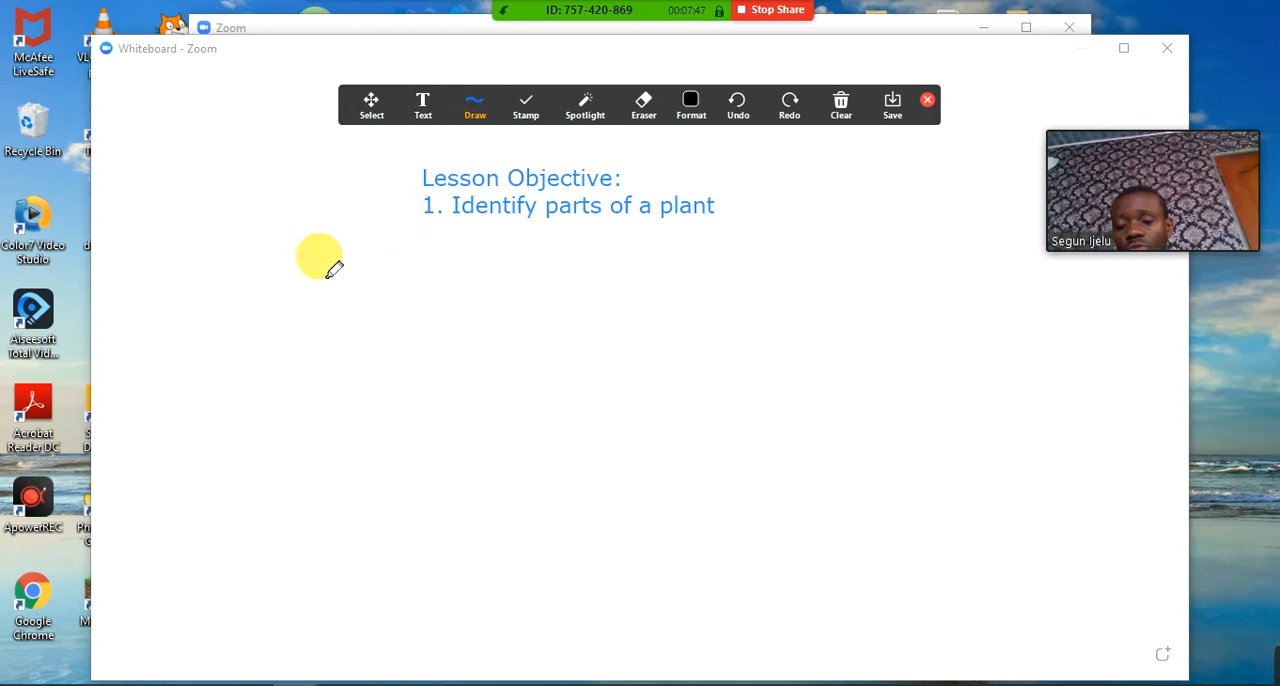 ID: 757-420-869
00:07:47
Stop Share
Zoom
Whiteboard - Zoom
Select
Text
Draw
Stamp
Spotlight
Eraser
Format
Undo
Redo
Clear
Save
Lesson Objective:
1. Identify parts of a plant
Segun Ijelu
McAfee
LiveSafe
Recycle Bin
Color7 Video
Studio
Aiseesoft
Total Vid...
Acrobat
Reader DC
ApowerREC
Google
Chrome